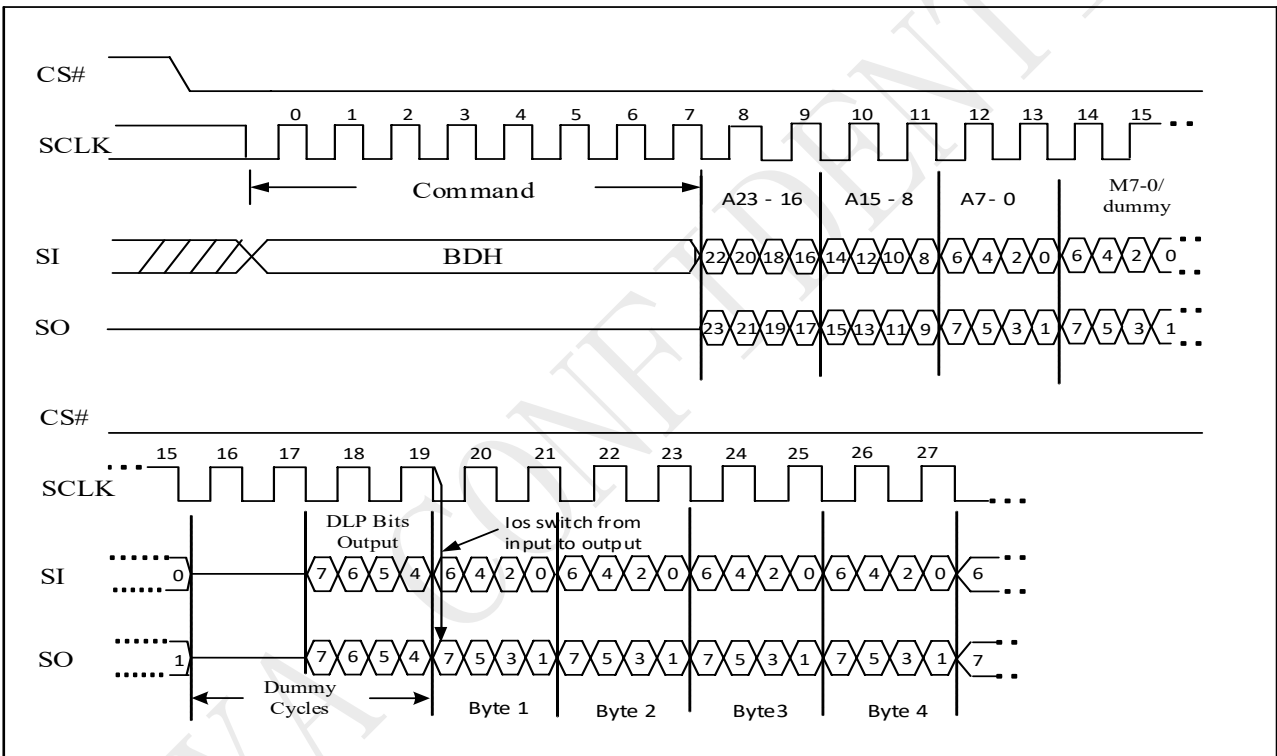 CS#
0 1 2 3 4 5 6 7 8 9 10 11 12 13 14 15
SCLK
Command
A23 - 16 A15 - 8 A7- 0 M7-0/
dummy
SI BDH 22 20 18 16 14 12 10 8 6 4 2 0 6 4 2 0
SO 23 21 19 17 15 13 11 9 7 5 3 1 7 5 3 1
CS#
15 16 17 18 19 20 21 22 23 24 25 26 27
SCLK
DLP Bits
Output
Ios switch from
input to output
SI 0 7 6 5 4 6 4 2 0 6 4 2 0 6 4 2 0 6 4 2 0 6
SO 1 7 6 5 4 7 5 3 1 7 5 3 1 7 5 3 1 7 5 3 1 7
Dummy
Cycles
Byte 1 Byte 2 Byte3 Byte 4
VA CONFIDENT